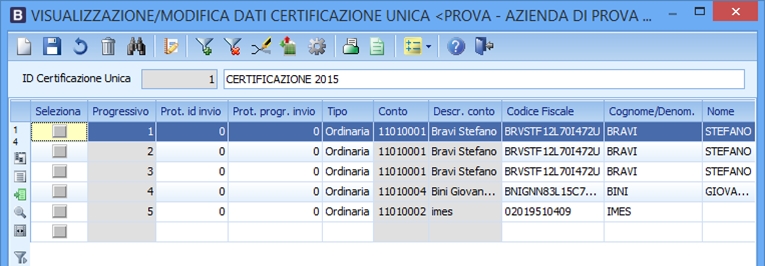 B VISUALIZZAZIONE/MODIFICA DATI CERTIFICAZIONE UNICA <PROVA - AZIENDA DI PROVA ...
ID Certificazione Unica 1 CERTIFICAZIONE 2015
Seleziona Progressivo Prot. id invio Prot. progr. invio Tipo Conto Descr. conto Codice Fiscale Cognome/Denom. Nome
1 0 0 Ordinaria 11010001 Bravi Stefano BRVSTF12L70I472U BRAVI STEFANO
2 0 0 Ordinaria 11010001 Bravi Stefano BRVSTF12L70I472U BRAVI STEFANO
3 0 0 Ordinaria 11010001 Bravi Stefano BRVSTF12L70I472U BRAVI STEFANO
4 0 0 Ordinaria 11010004 Bini Giovan... BNIGNN83L15C7... BINI GIOVA...
5 0 0 Ordinaria 11010002 imes 02019510409 IMES
1
4